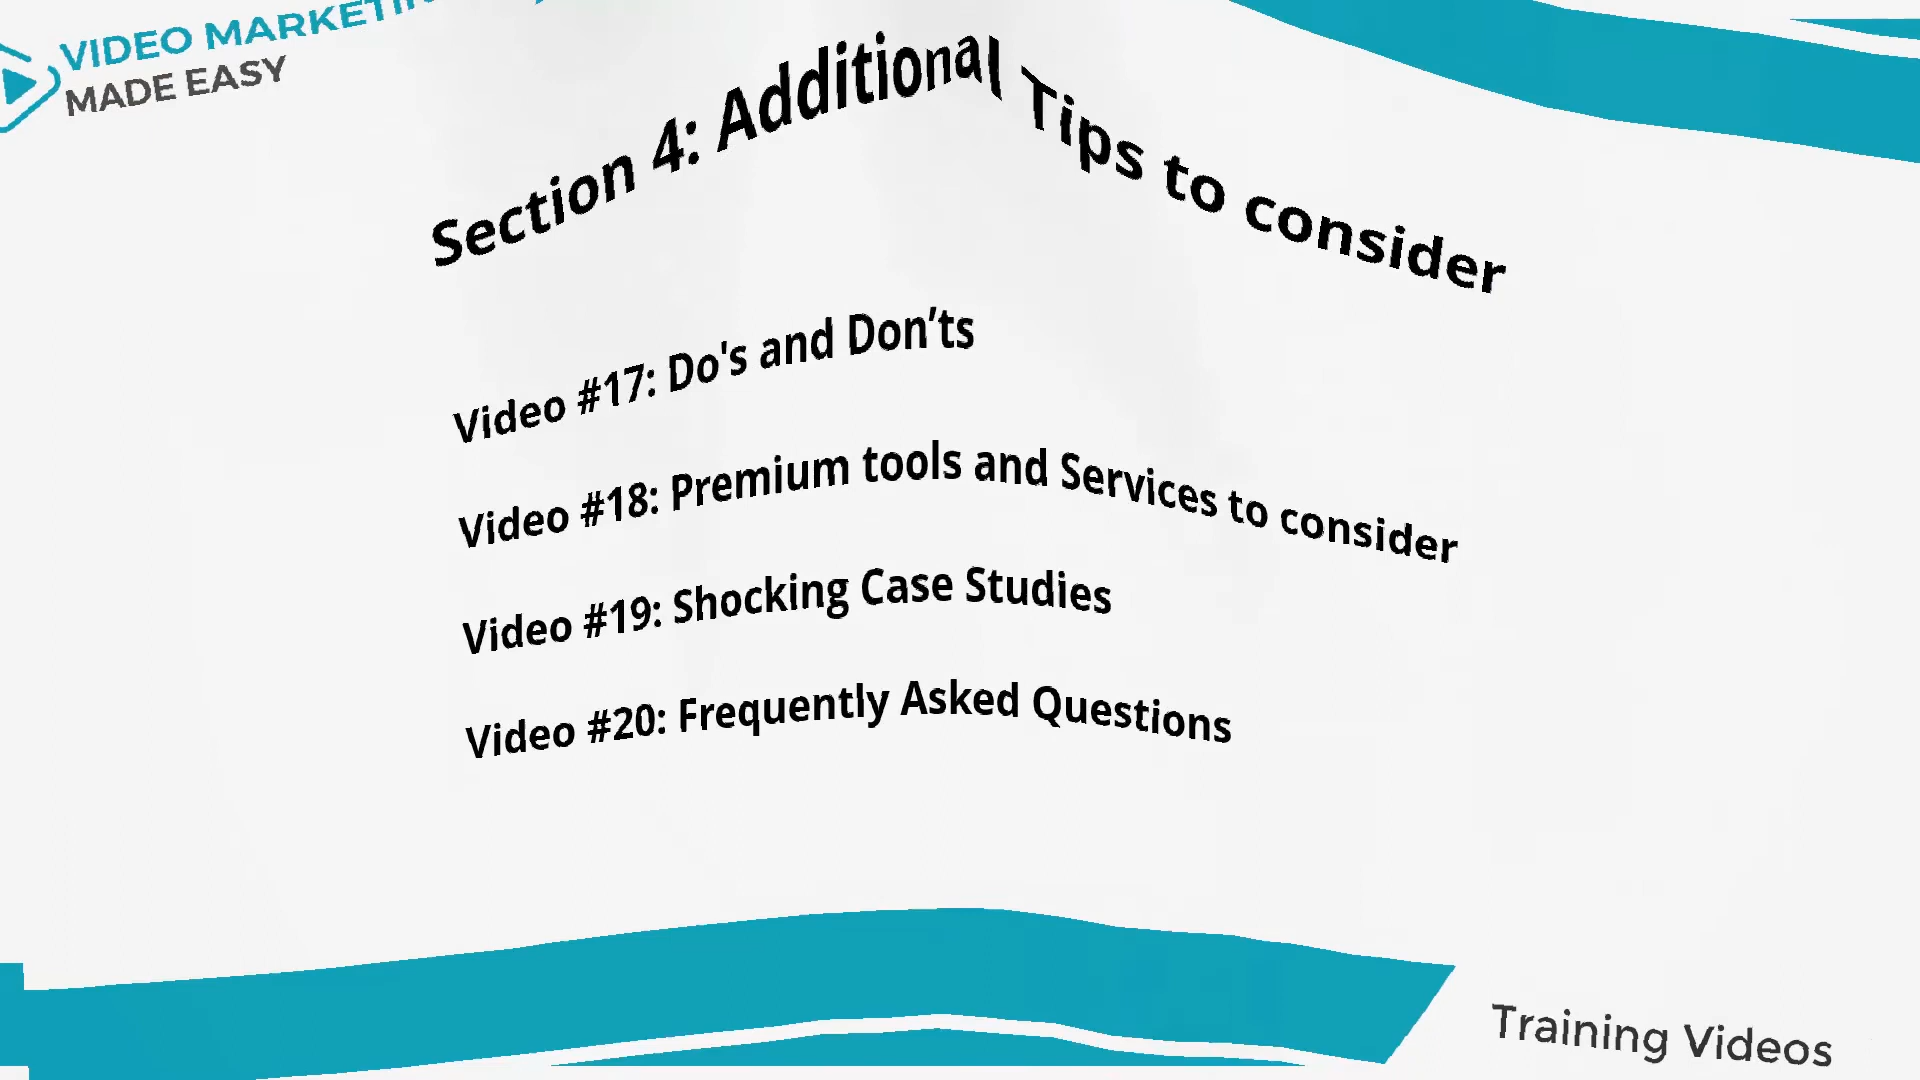 VIDEO MARKETIN
MADE EASY
Section 4: Additional Tips to consider
Video #17: Do's and Don’ts
Video #18: Premium tools and Services to consider
Video #19: Shocking Case Studies
Video #20: Frequently Asked Questions
Training Videos